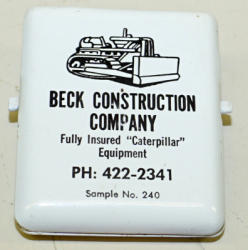 BECK CONSTRUCTION
COMPANY
Fully Insured "Caterpillar"
Equipment
PH: 422-2341
Sample No. 240